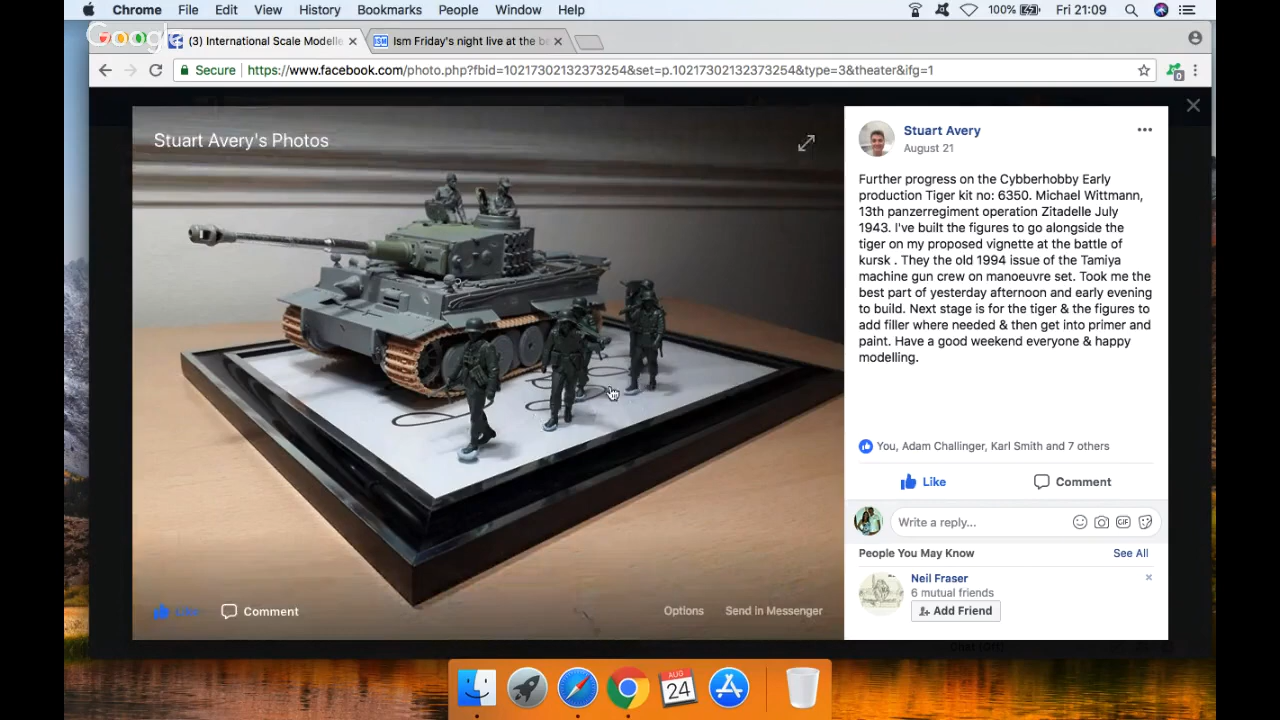 Chrome File Edit View History Bookmarks People Window Help 100% Fri 21:09
Google
(3) International Scale Modelle
Ism Friday's night live at the be
Secure https://www.facebook.com/photo.php?fbid=10217302132373254&set=p.10217302132373254&type=3&theater&ifg=1
0
Stuart Avery's Photos
Stuart Avery
August 21
Further progress on the Cybberhobby Early
production Tiger kit no: 6350. Michael Wittmann,
13th panzerregiment operation Zitadelle July
1943. I've built the figures to go alongside the
tiger on my proposed vignette at the battle of
kursk . They the old 1994 issue of the Tamiya
machine gun crew on manoeuvre set. Took me the
best part of yesterday afternoon and early evening
to build. Next stage is for the tiger & the figures to
add filler where needed & then get into primer and
paint. Have a good weekend everyone & happy
modelling.
You, Adam Challinger, Karl Smith and 7 others
Like Comment
Write a reply...
GIF
People You May Know See All
Neil Fraser
6 mutual friends
Add Friend
Like Comment Options Send in Messenger
Chat (Off)
AUG
24